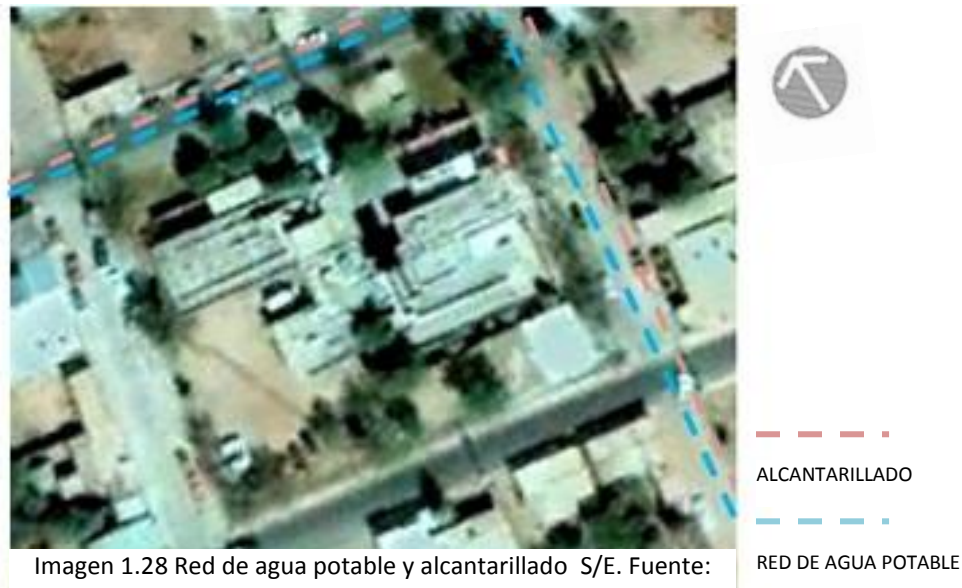 ALCANTARILLADO
RED DE AGUA POTABLE
Imagen 1.28 Red de agua potable y alcantarillado S/E. Fuente: